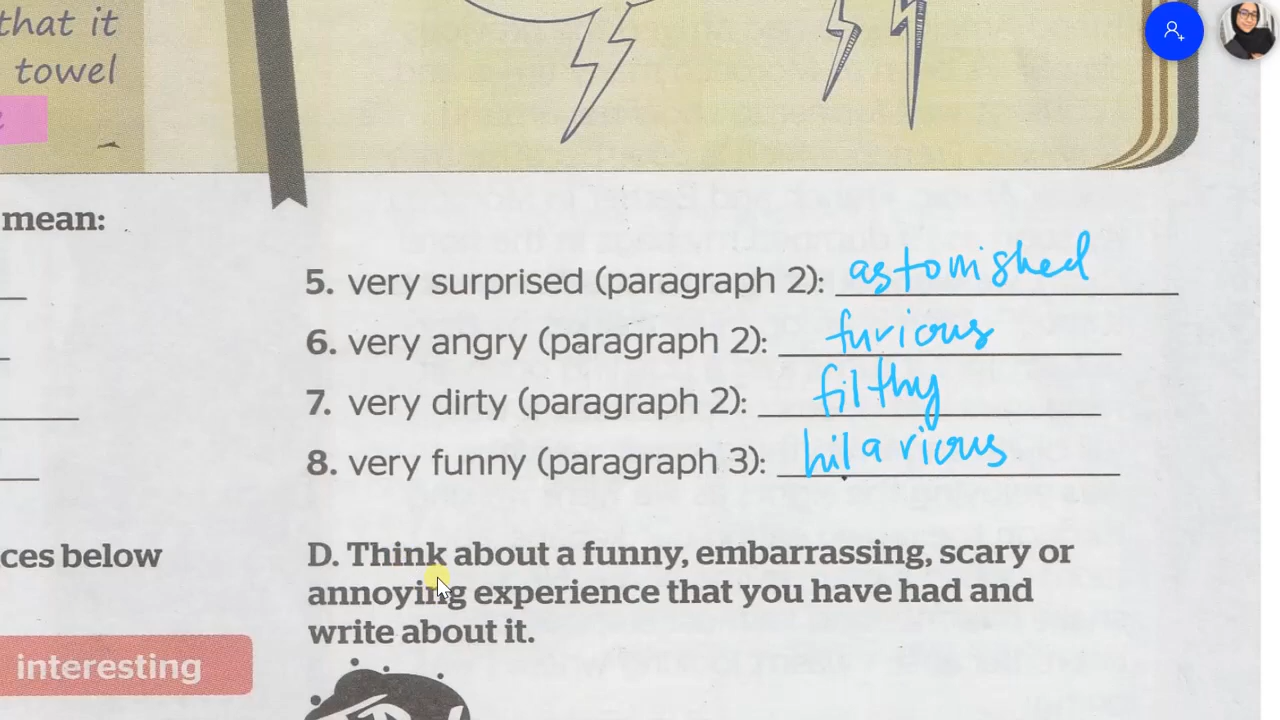 that it
towel
e
mean:
5. very surprised (paragraph 2): astonished
6. very angry (paragraph 2): furious
7. very dirty (paragraph 2): filthy
8. very funny (paragraph 3): hilarious
ces below
D. Think about a funny, embarrassing, scary or
annoying experience that you have had and
write about it.
interesting